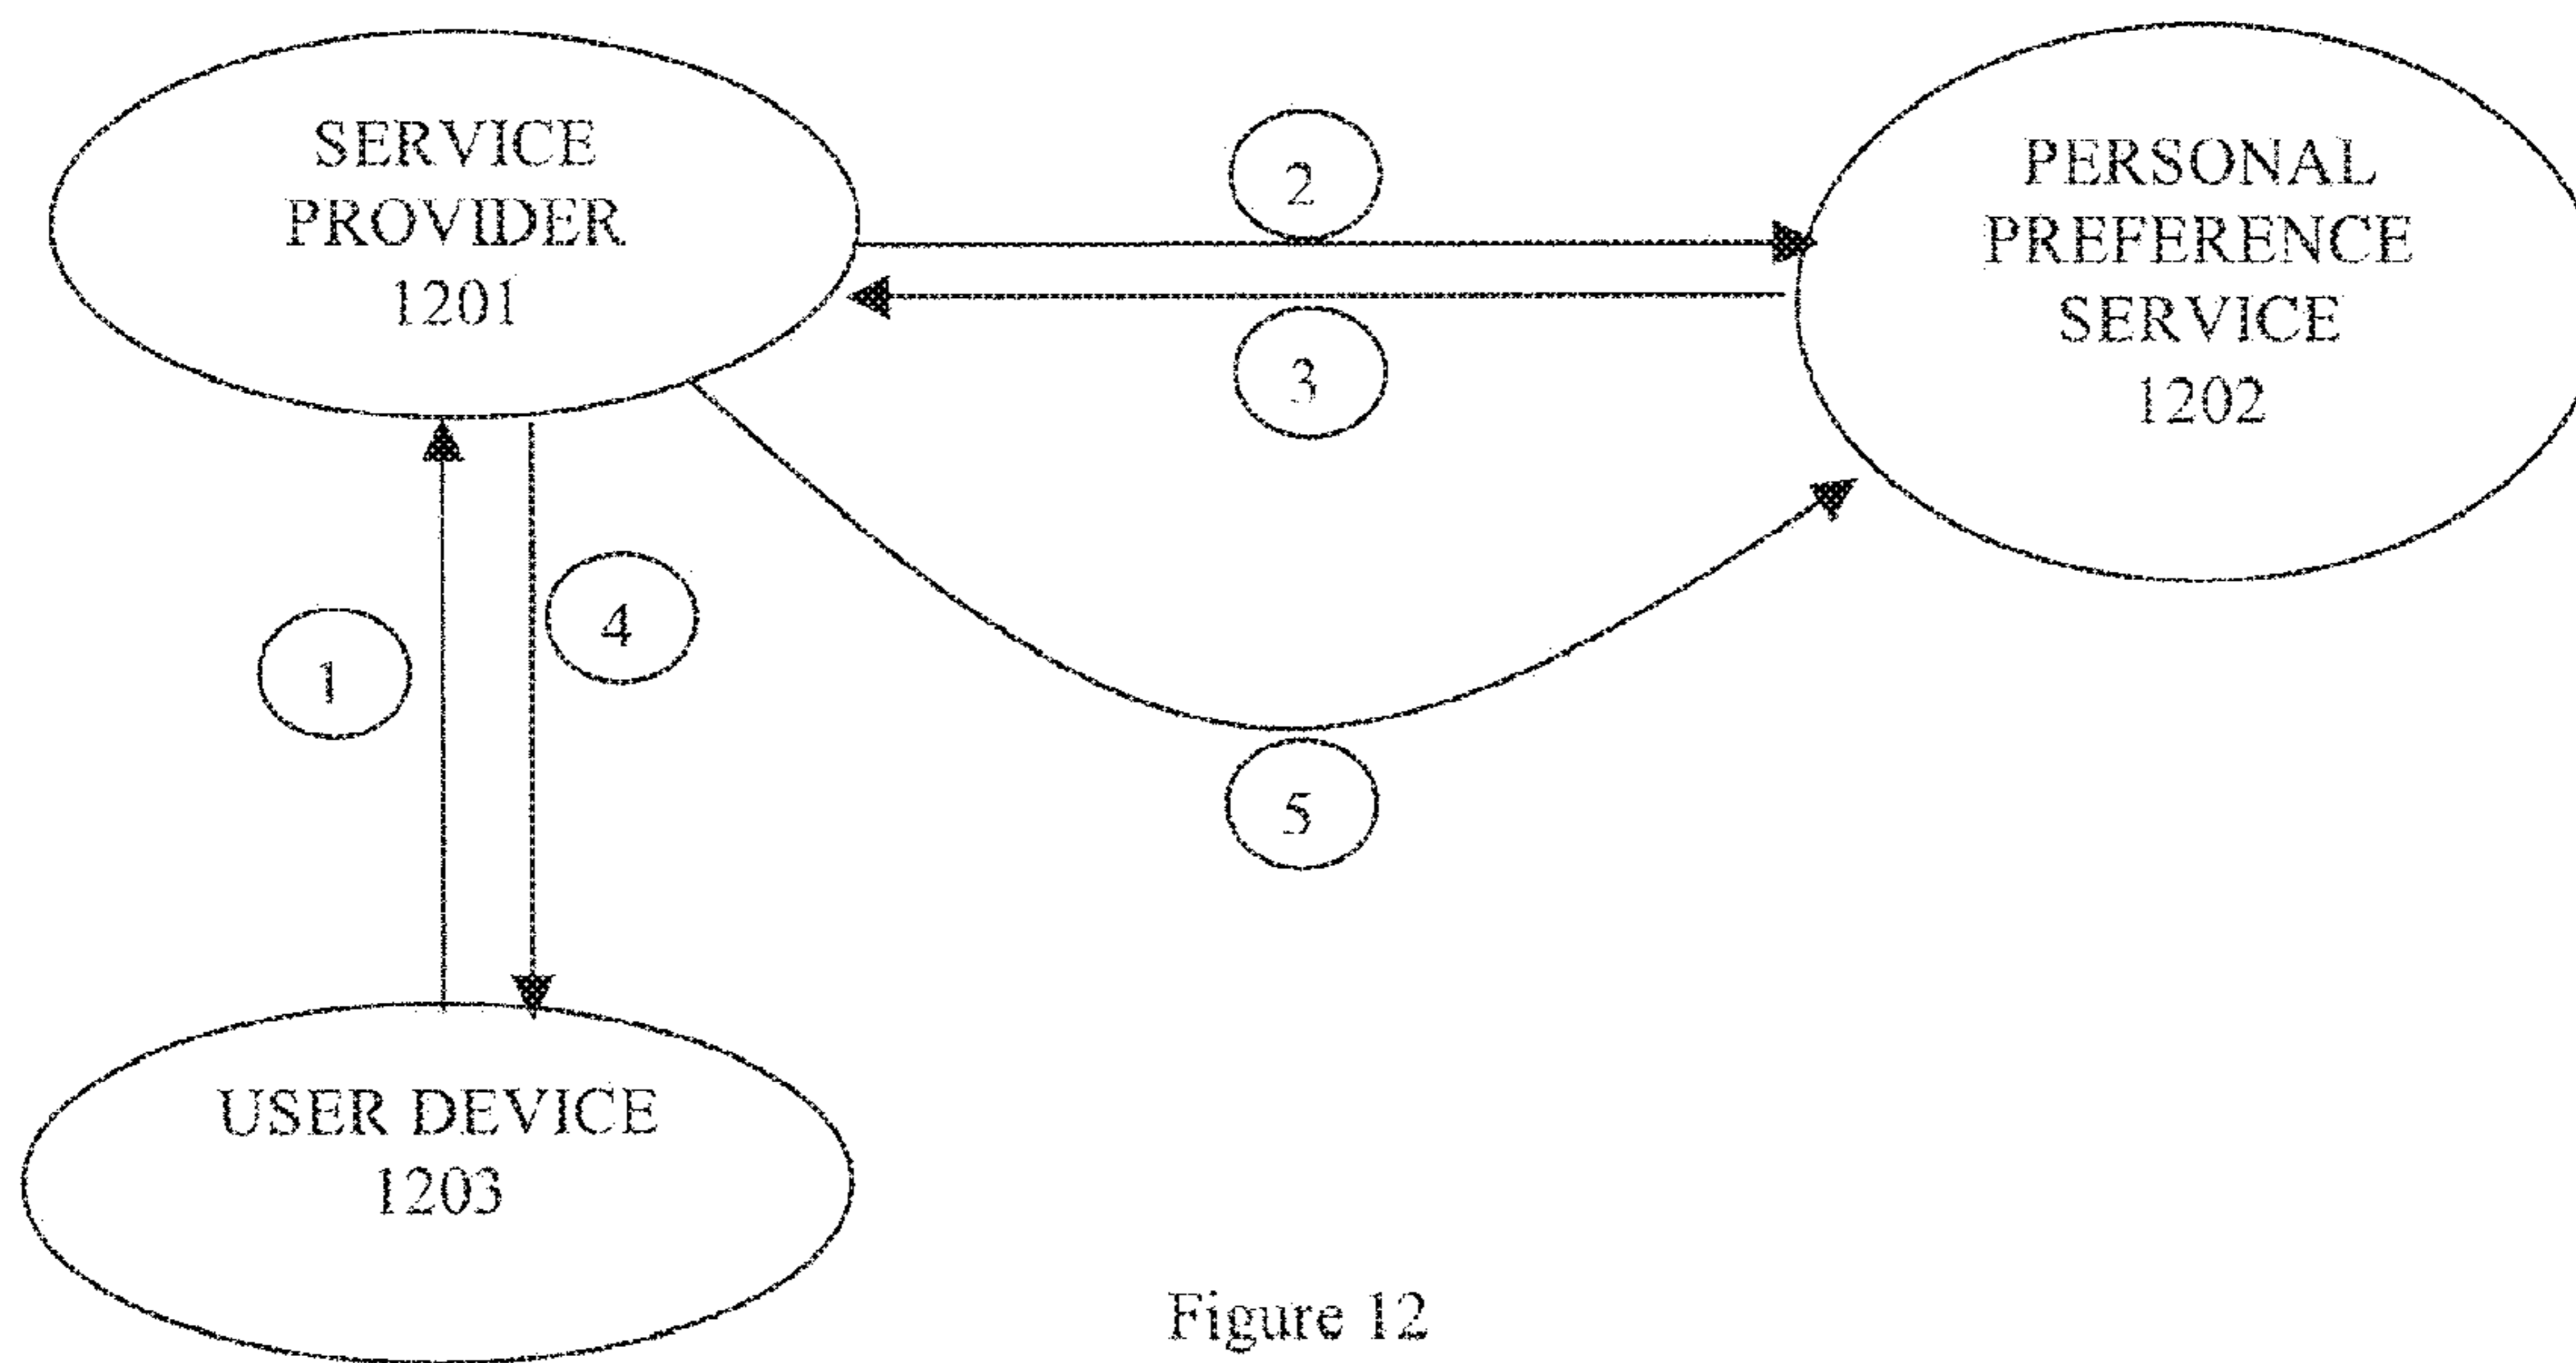 SERVICE
PROVIDER
1201
2
PERSONAL
PREFERENCE
SERVICE
1202
3
1
4
5
USER DEVICE
1203
Figure 12